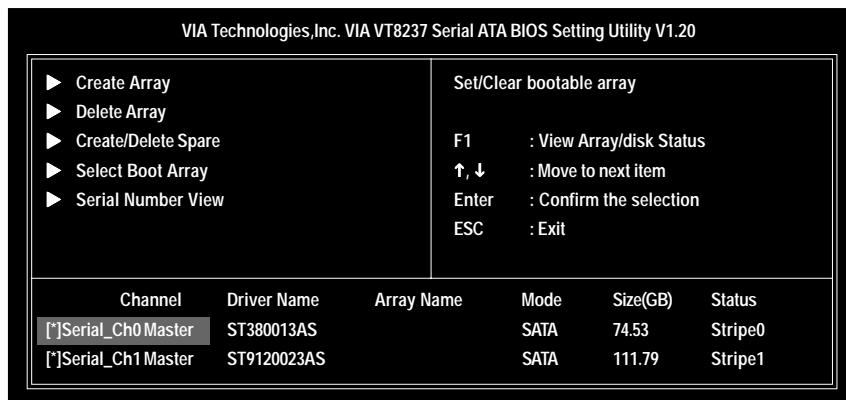 VIA Technologies,Inc. VIA VT8237 Serial ATA BIOS Setting Utility V1.20
Create Array
Delete Array
Create/Delete Spare
Select Boot Array
Serial Number View
Set/Clear bootable array
F1 : View Array/disk Status
↑, ↓ : Move to next item
Enter : Confirm the selection
ESC : Exit
Channel Driver Name Array Name Mode Size(GB) Status
[*]Serial_Ch0 Master ST380013AS SATA 74.53 Stripe0
[*]Serial_Ch1 Master ST9120023AS SATA 111.79 Stripe1